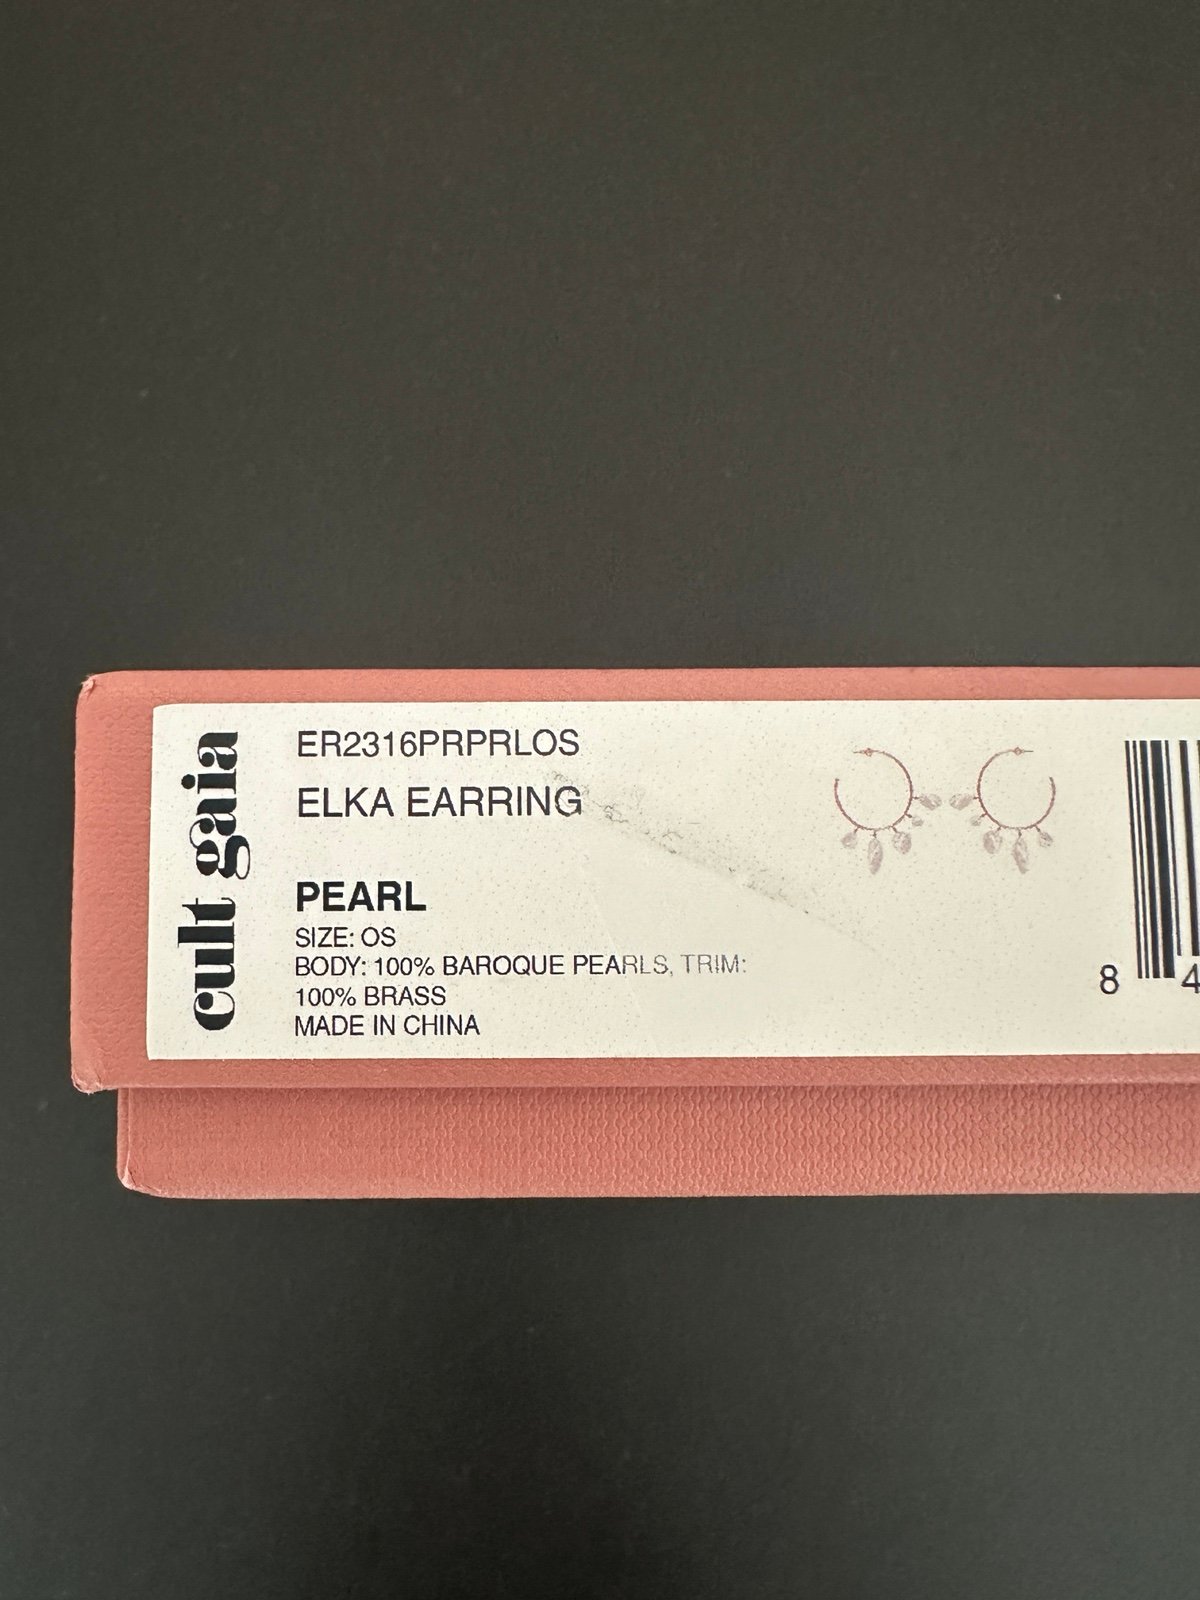 cult gaia
ER2316PRPRLOS
ELKA EARRING
PEARL
SIZE: OS
BODY: 100% BAROQUE PEARLS, TRIM:
100% BRASS
MADE IN CHINA
8 4